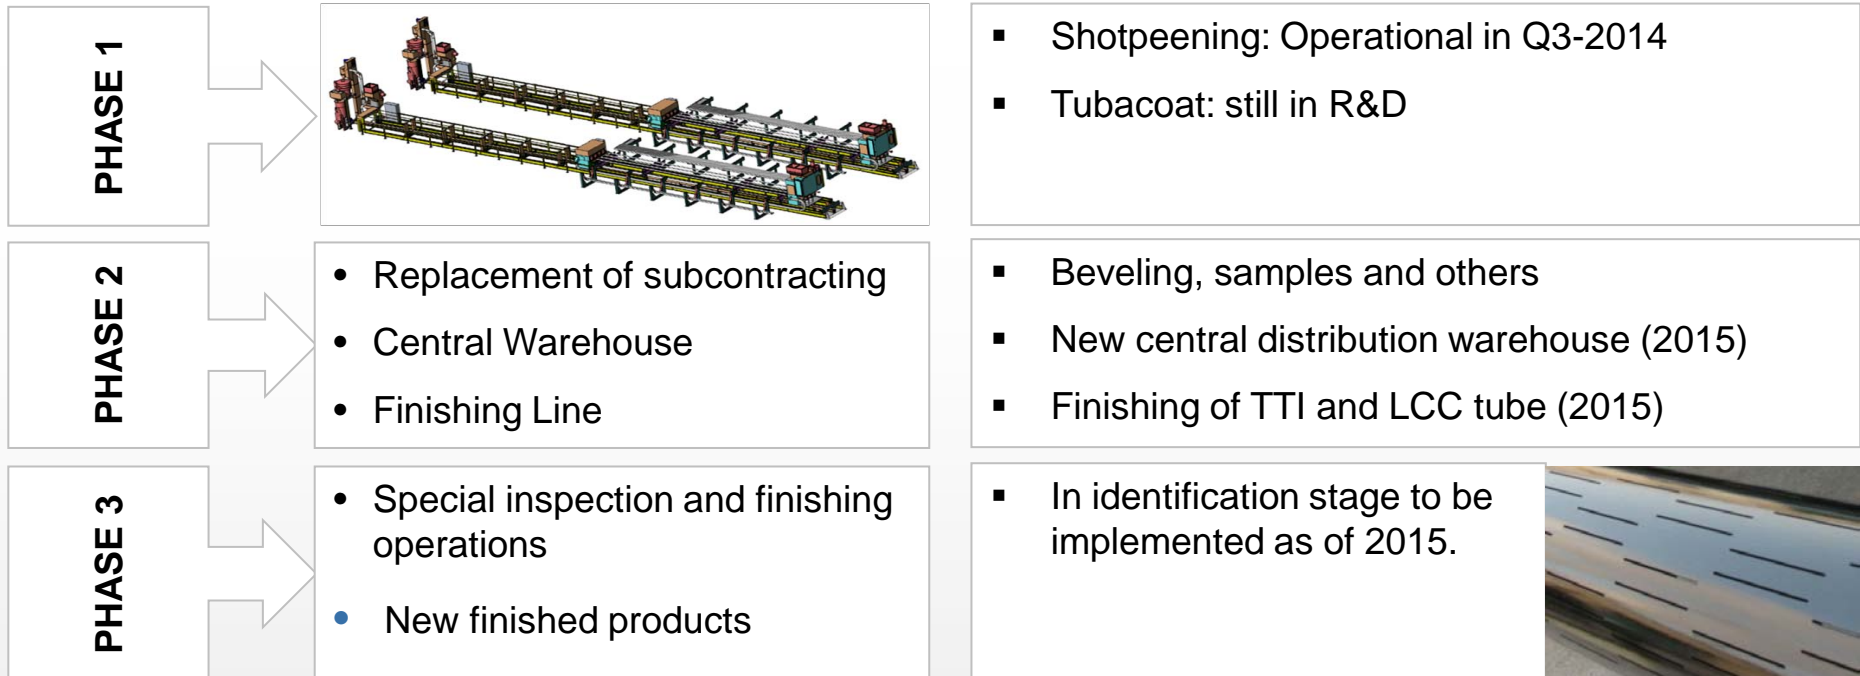 PHASE 1
▪ Shotpeening: Operational in Q3-2014
▪ Tubacoat: still in R&D
PHASE 2
• Replacement of subcontracting
• Central Warehouse
• Finishing Line
▪ Beveling, samples and others
▪ New central distribution warehouse (2015)
▪ Finishing of TTI and LCC tube (2015)
PHASE 3
• Special inspection and finishing
operations
• New finished products
▪ In identification stage to be
implemented as of 2015.